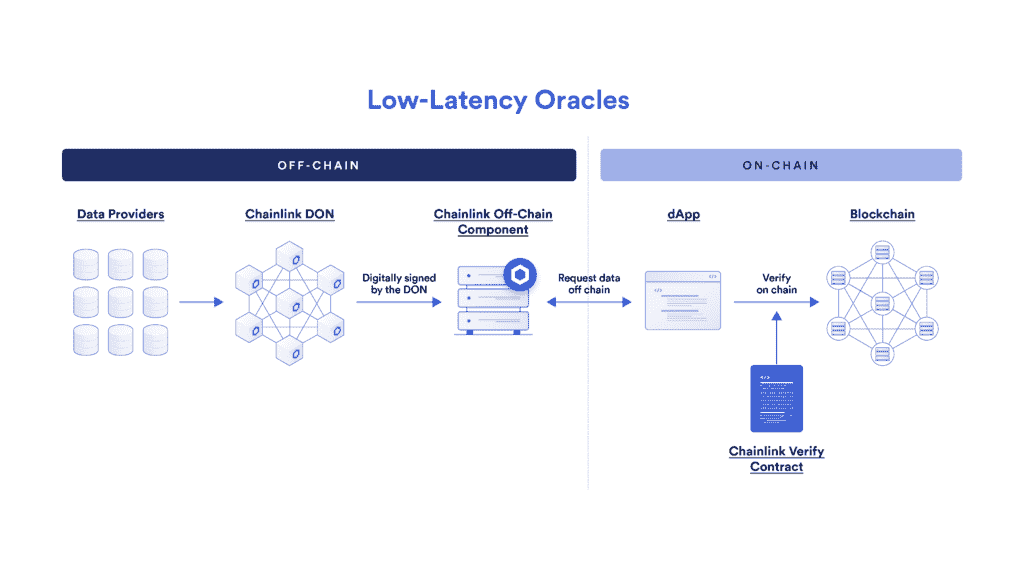 Low-Latency Oracles
OFF-CHAIN
ON-CHAIN
Data Providers
Chainlink DON
Chainlink Off-Chain
Component
dApp
Blockchain
Digitally signed
by the DON
Request data
off chain
Verify
on chain
</>
</>
</>
Chainlink Verify
Contract